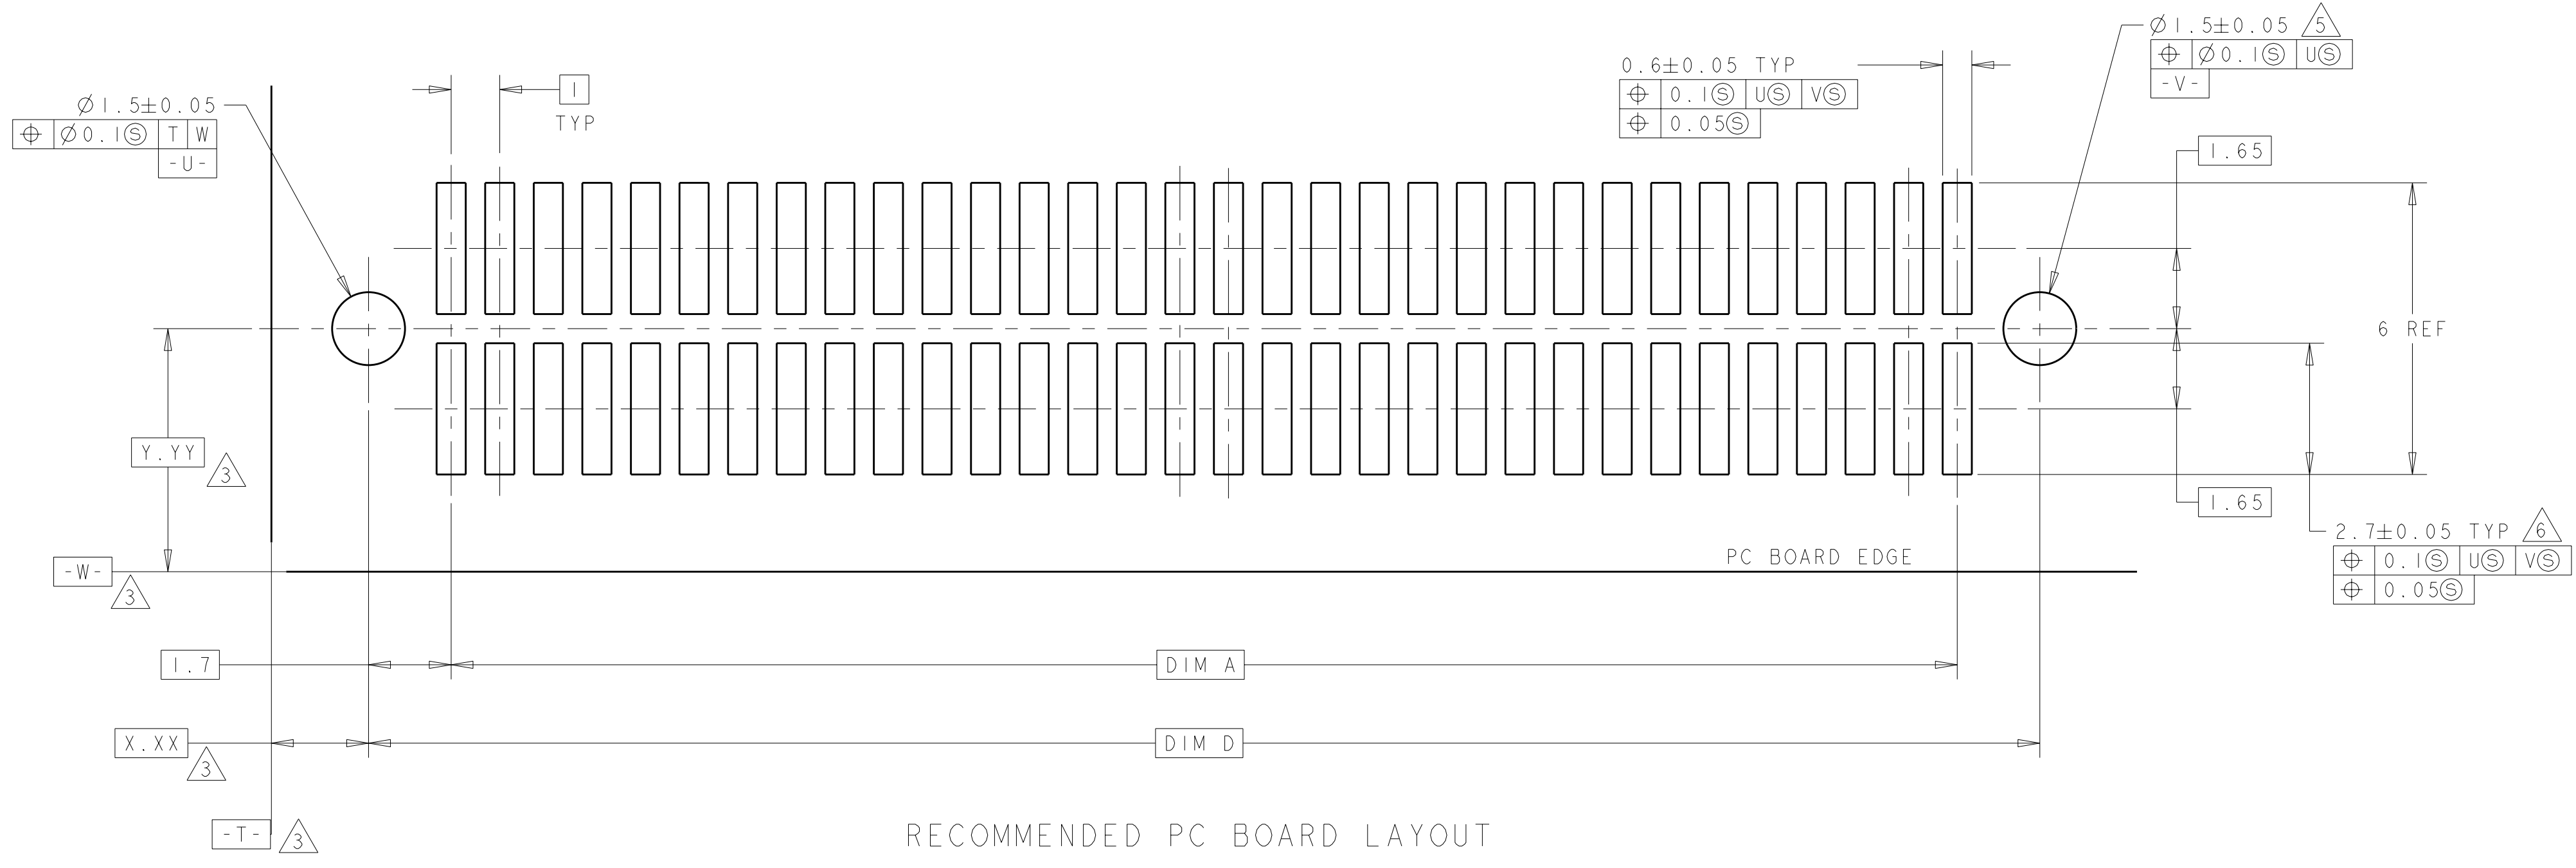 Ø1.5±0.05
⌖ Ø0.1Ⓢ T W
-U-
1
TYP
0.6±0.05 TYP
⌖ 0.1Ⓢ UⓈ VⓈ
⌖ 0.05Ⓢ
Ø1.5±0.05 5
⌖ Ø0.1Ⓢ UⓈ
-V-
1.65
6 REF
Y.YY 3
1.65
2.7±0.05 TYP 6
⌖ 0.1Ⓢ UⓈ VⓈ
⌖ 0.05Ⓢ
PC BOARD EDGE
-W- 3
1.7
DIM A
X.XX 3
DIM D
-T- 3
RECOMMENDED PC BOARD LAYOUT